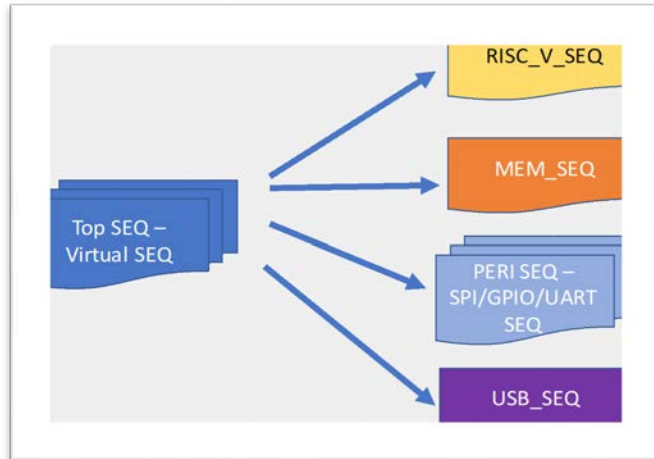 RISC_V_SEQ
MEM_SEQ
Top SEQ –
Virtual SEQ
PERI SEQ –
SPI/GPIO/UART
SEQ
USB_SEQ